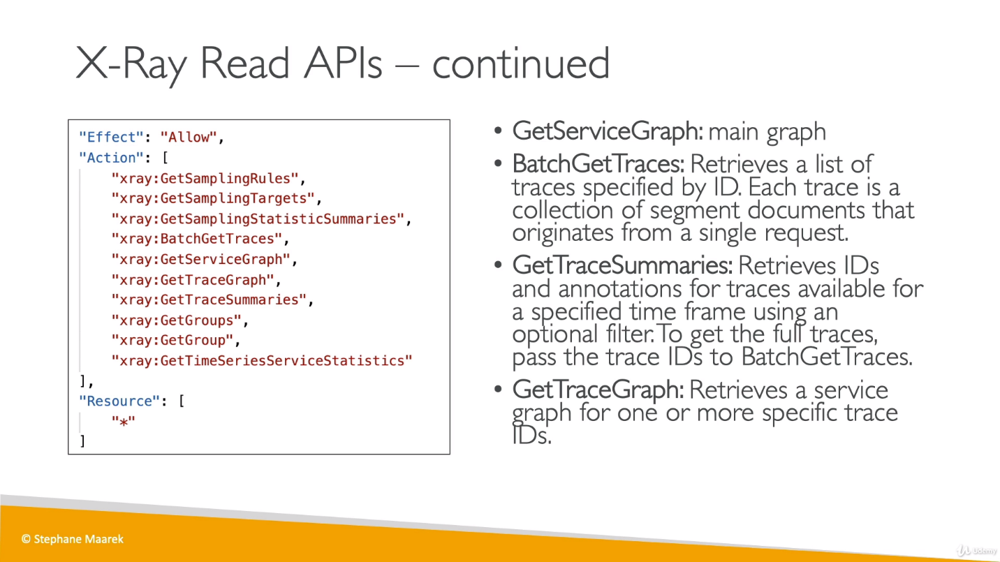 X-Ray Read APIs – continued
"Effect": "Allow",
"Action": [
"xray:GetSamplingRules",
"xray:GetSamplingTargets",
"xray:GetSamplingStatisticSummaries",
"xray:BatchGetTraces",
"xray:GetServiceGraph",
"xray:GetTraceGraph",
"xray:GetTraceSummaries",
"xray:GetGroups",
"xray:GetGroup",
"xray:GetTimeSeriesServiceStatistics"
],
"Resource": [
"*"
]
• GetServiceGraph: main graph
• BatchGetTraces: Retrieves a list of
traces specified by ID. Each trace is a
collection of segment documents that
originates from a single request.
• GetTraceSummaries: Retrieves IDs
and annotations for traces available for
a specified time frame using an
optional filter. To get the full traces,
pass the trace IDs to BatchGetTraces.
• GetTraceGraph: Retrieves a service
graph for one or more specific trace
IDs.
© Stephane Maarek
Udemy